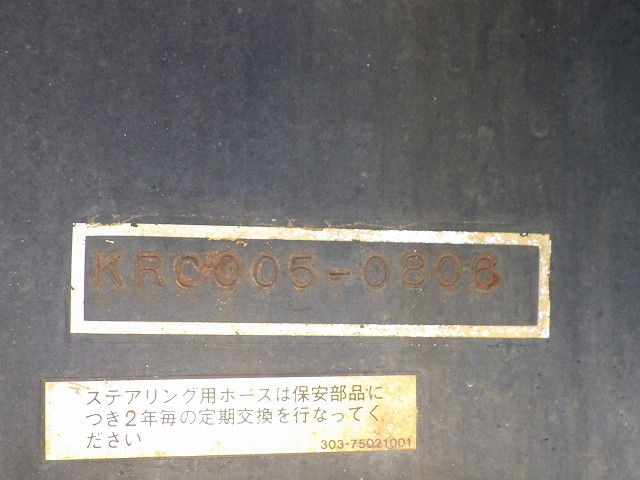 KRC005-0806
ステアリング用ホースは保安部品に
つき2年毎の定期交換を行なってく
ださい
303-75021001